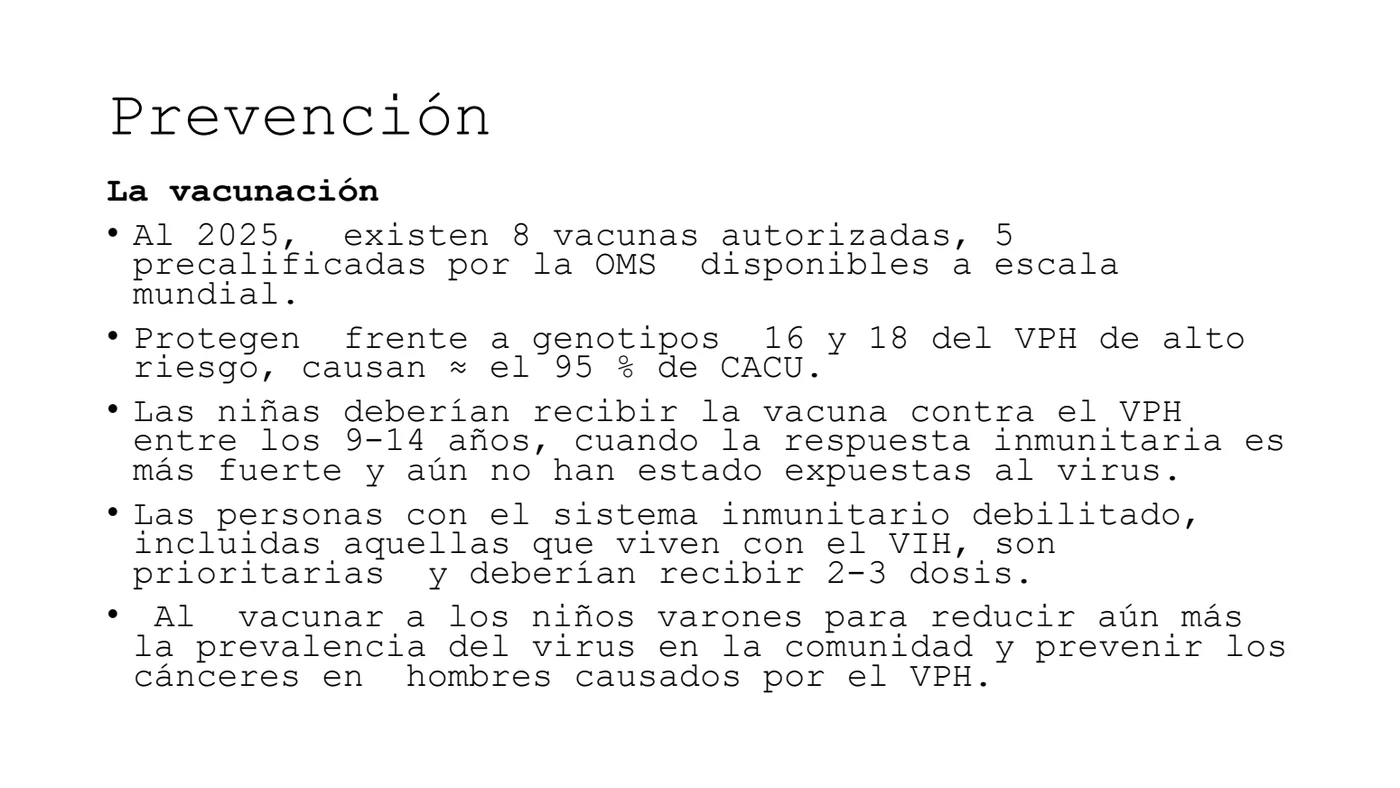 Prevención
La vacunación
• Al 2025,  existen 8 vacunas autorizadas, 5
precalificadas por la OMS  disponibles a escala
mundial.
• Protegen  frente a genotipos  16 y 18 del VPH de alto
riesgo, causan ≈ el 95 % de CACU.
• Las niñas deberían recibir la vacuna contra el VPH
entre los 9-14 años, cuando la respuesta inmunitaria es
más fuerte y aún no han estado expuestas al virus.
• Las personas con el sistema inmunitario debilitado,
incluidas aquellas que viven con el VIH, son
prioritarias  y deberían recibir 2-3 dosis.
•  Al  vacunar a los niños varones para reducir aún más
la prevalencia del virus en la comunidad y prevenir los
cánceres en  hombres causados por el VPH.